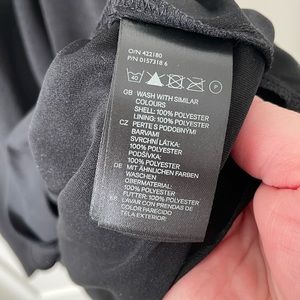 O/N 422180
P/N 0157318 6
40
P
GB WASH WITH SIMILAR
COLOURS
SHELL: 100% POLYESTER
LINING: 100% POLYESTER
CZ PERTE S PODOBNÝMI
BARVAMI
SVRCHNÍ LÁTKA:
100% POLYESTER
PODŠÍVKA:
100% POLYESTER
DE MIT ÄHNLICHEN FARBEN
WASCHEN
OBERMATERIAL:
100% POLYESTER
FUTTER: 100% POLYESTER
ES LAVAR CON PRENDAS DE
COLOR PARECIDO
TELA EXTERIOR: